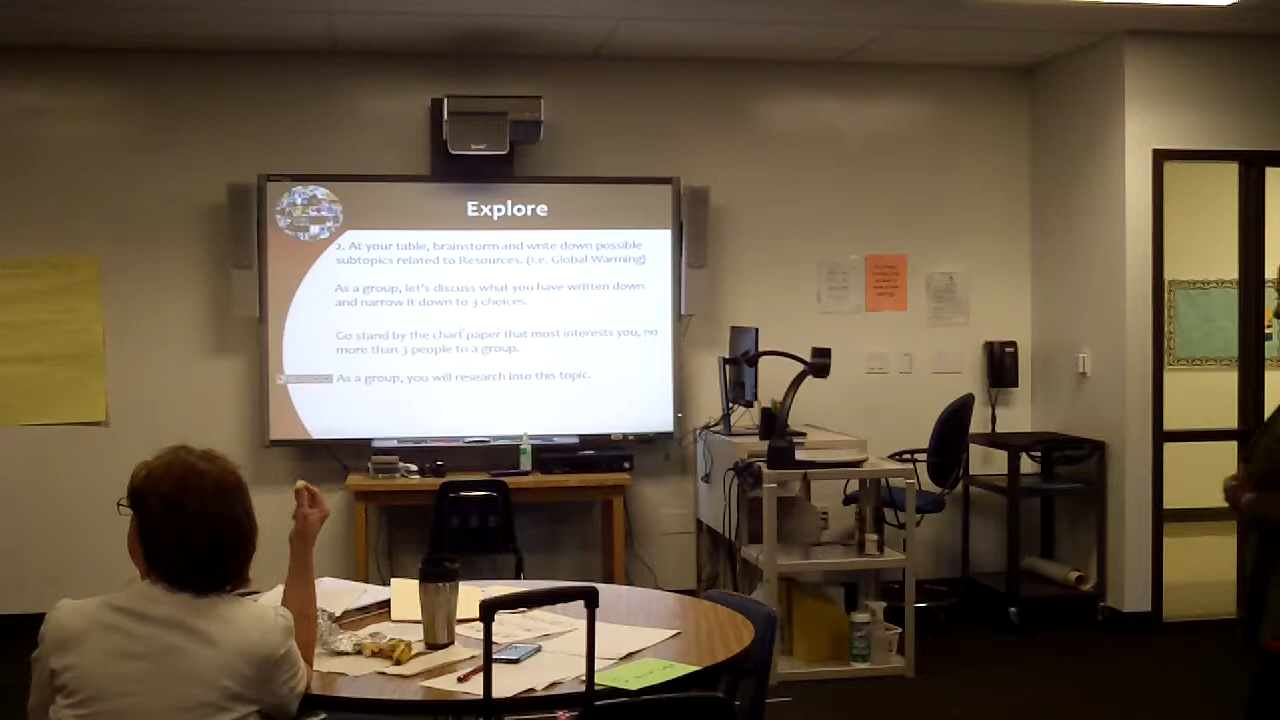 Explore
2. At your table, brainstorm and write down possible
subtopics related to Resources. (i.e. Global Warming)
As a group, let's discuss what you have written down
and narrow it down to 3 choices.
Go stand by the chart paper that most interests you, no
more than 3 people to a group.
As a group, you will research into this topic.